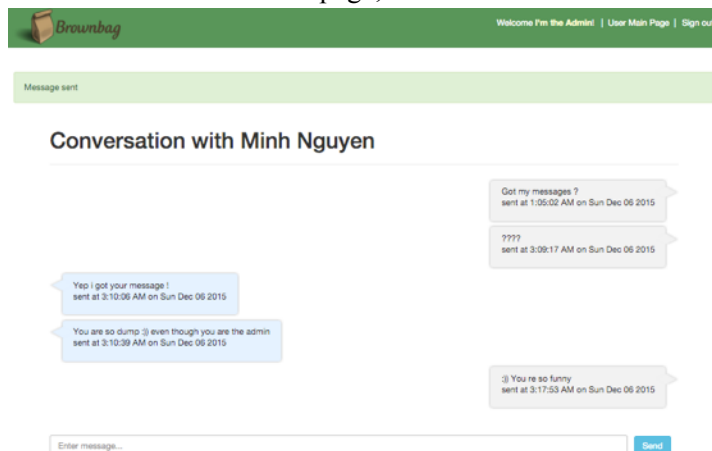 page,
Brownbag
Welcome I'm the Admin! | User Main Page | Sign out
Message sent
Conversation with Minh Nguyen
Got my messages ?
sent at 1:05:02 AM on Sun Dec 06 2015
????
sent at 3:09:17 AM on Sun Dec 06 2015
Yep i got your message !
sent at 3:10:06 AM on Sun Dec 06 2015
You are so dump :)) even though you are the admin
sent at 3:10:39 AM on Sun Dec 06 2015
:)) You re so funny
sent at 3:17:53 AM on Sun Dec 06 2015
Enter message...
Send